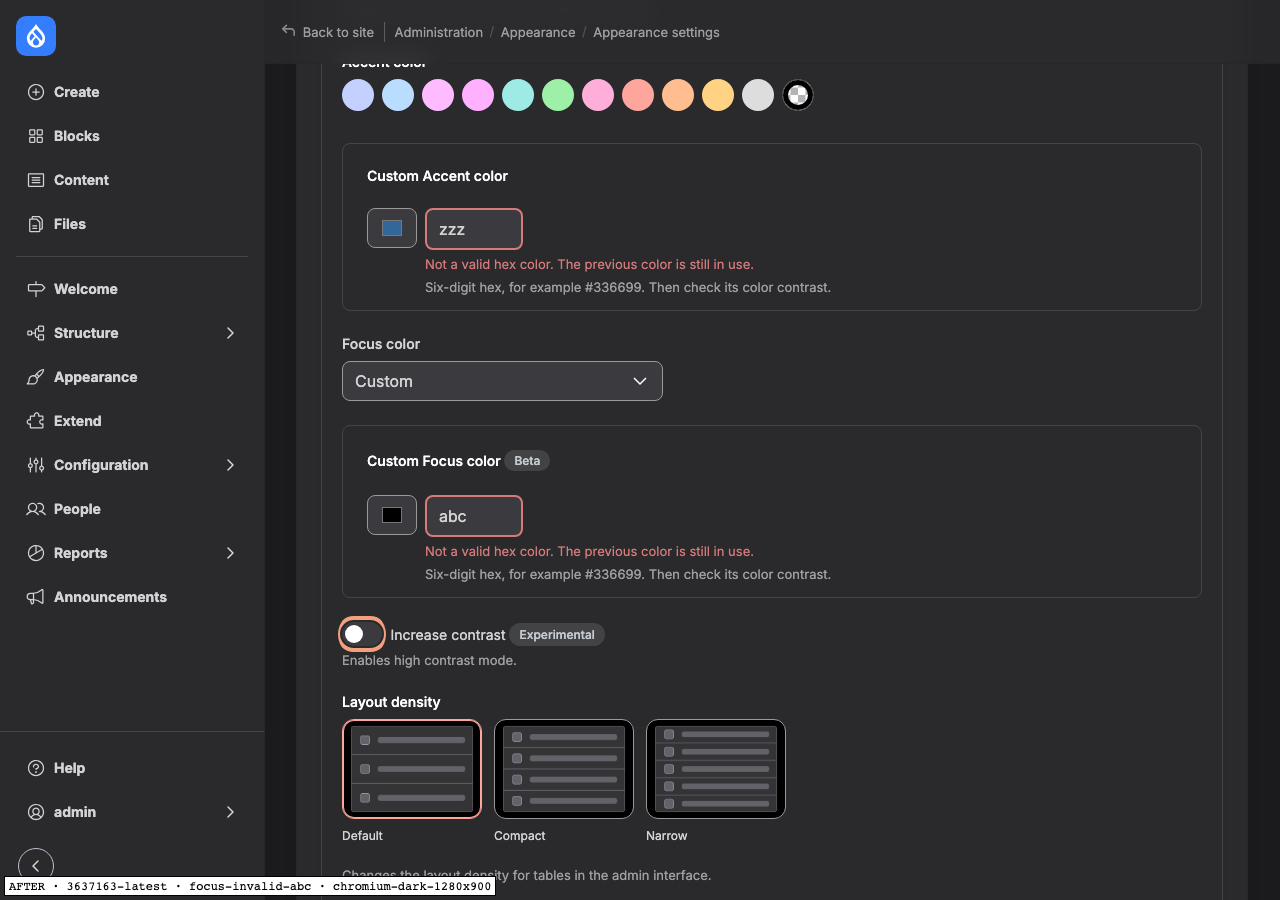 Back to site
Administration / Appearance / Appearance settings
Create
Blocks
Content
Files
Welcome
Structure
Appearance
Extend
Configuration
People
Reports
Announcements
Help
admin
Accent color
Custom Accent color
zzz
Not a valid hex color. The previous color is still in use.
Six-digit hex, for example #336699. Then check its color contrast.
Focus color
Custom
Custom Focus color Beta
abc
Not a valid hex color. The previous color is still in use.
Six-digit hex, for example #336699. Then check its color contrast.
Increase contrast Experimental
Enables high contrast mode.
Layout density
Default Compact Narrow
Changes the layout density for tables in the admin interface.
AFTER · 3637163-latest · focus-invalid-abc · chromium-dark-1280x900